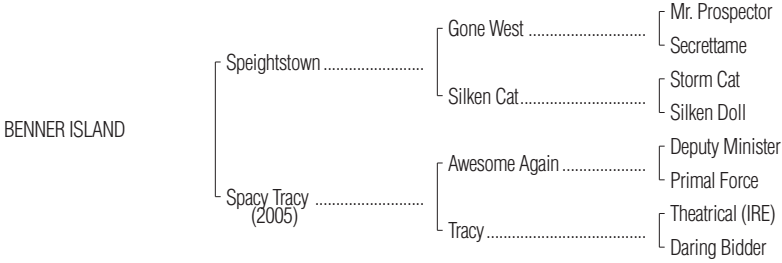 Mr. Prospector
Gone West ..............................
Secrettame
Speightstown ........................
Storm Cat
Silken Cat................................
Silken Doll
BENNER ISLAND
Deputy Minister
Awesome Again .....................
Primal Force
Spacy Tracy ..........................
(2005)
Theatrical (IRE)
Tracy.........................................
Daring Bidder